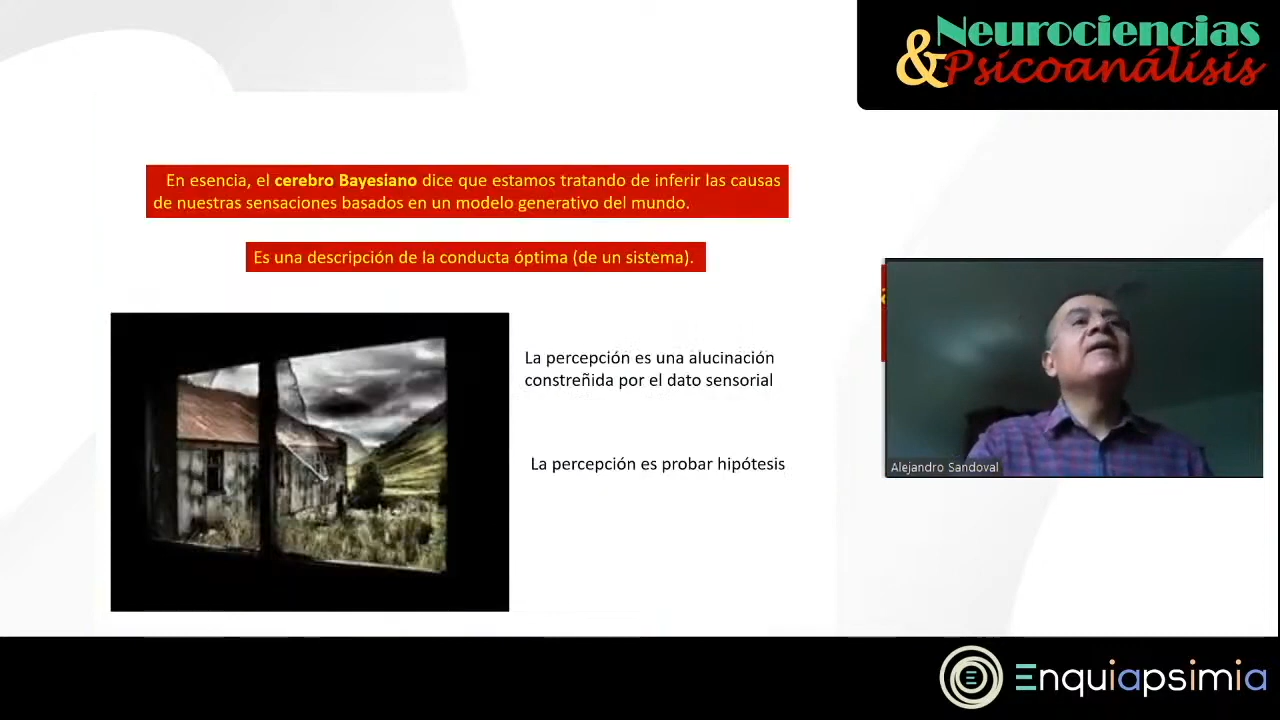 Neurociencias
&Psicoanálisis
En esencia, el cerebro Bayesiano dice que estamos tratando de inferir las causas
de nuestras sensaciones basados en un modelo generativo del mundo.
Es una descripción de la conducta óptima (de un sistema).
La percepción es una alucinación
constreñida por el dato sensorial
La percepción es probar hipótesis
Alejandro Sandoval
Enquiapsimia